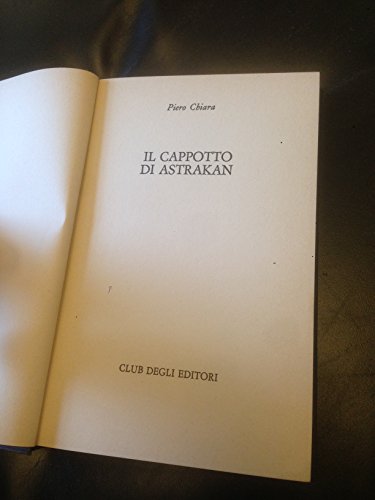 Piero Chiara
IL CAPPOTTO
DI ASTRAKAN
CLUB DEGLI EDITORI